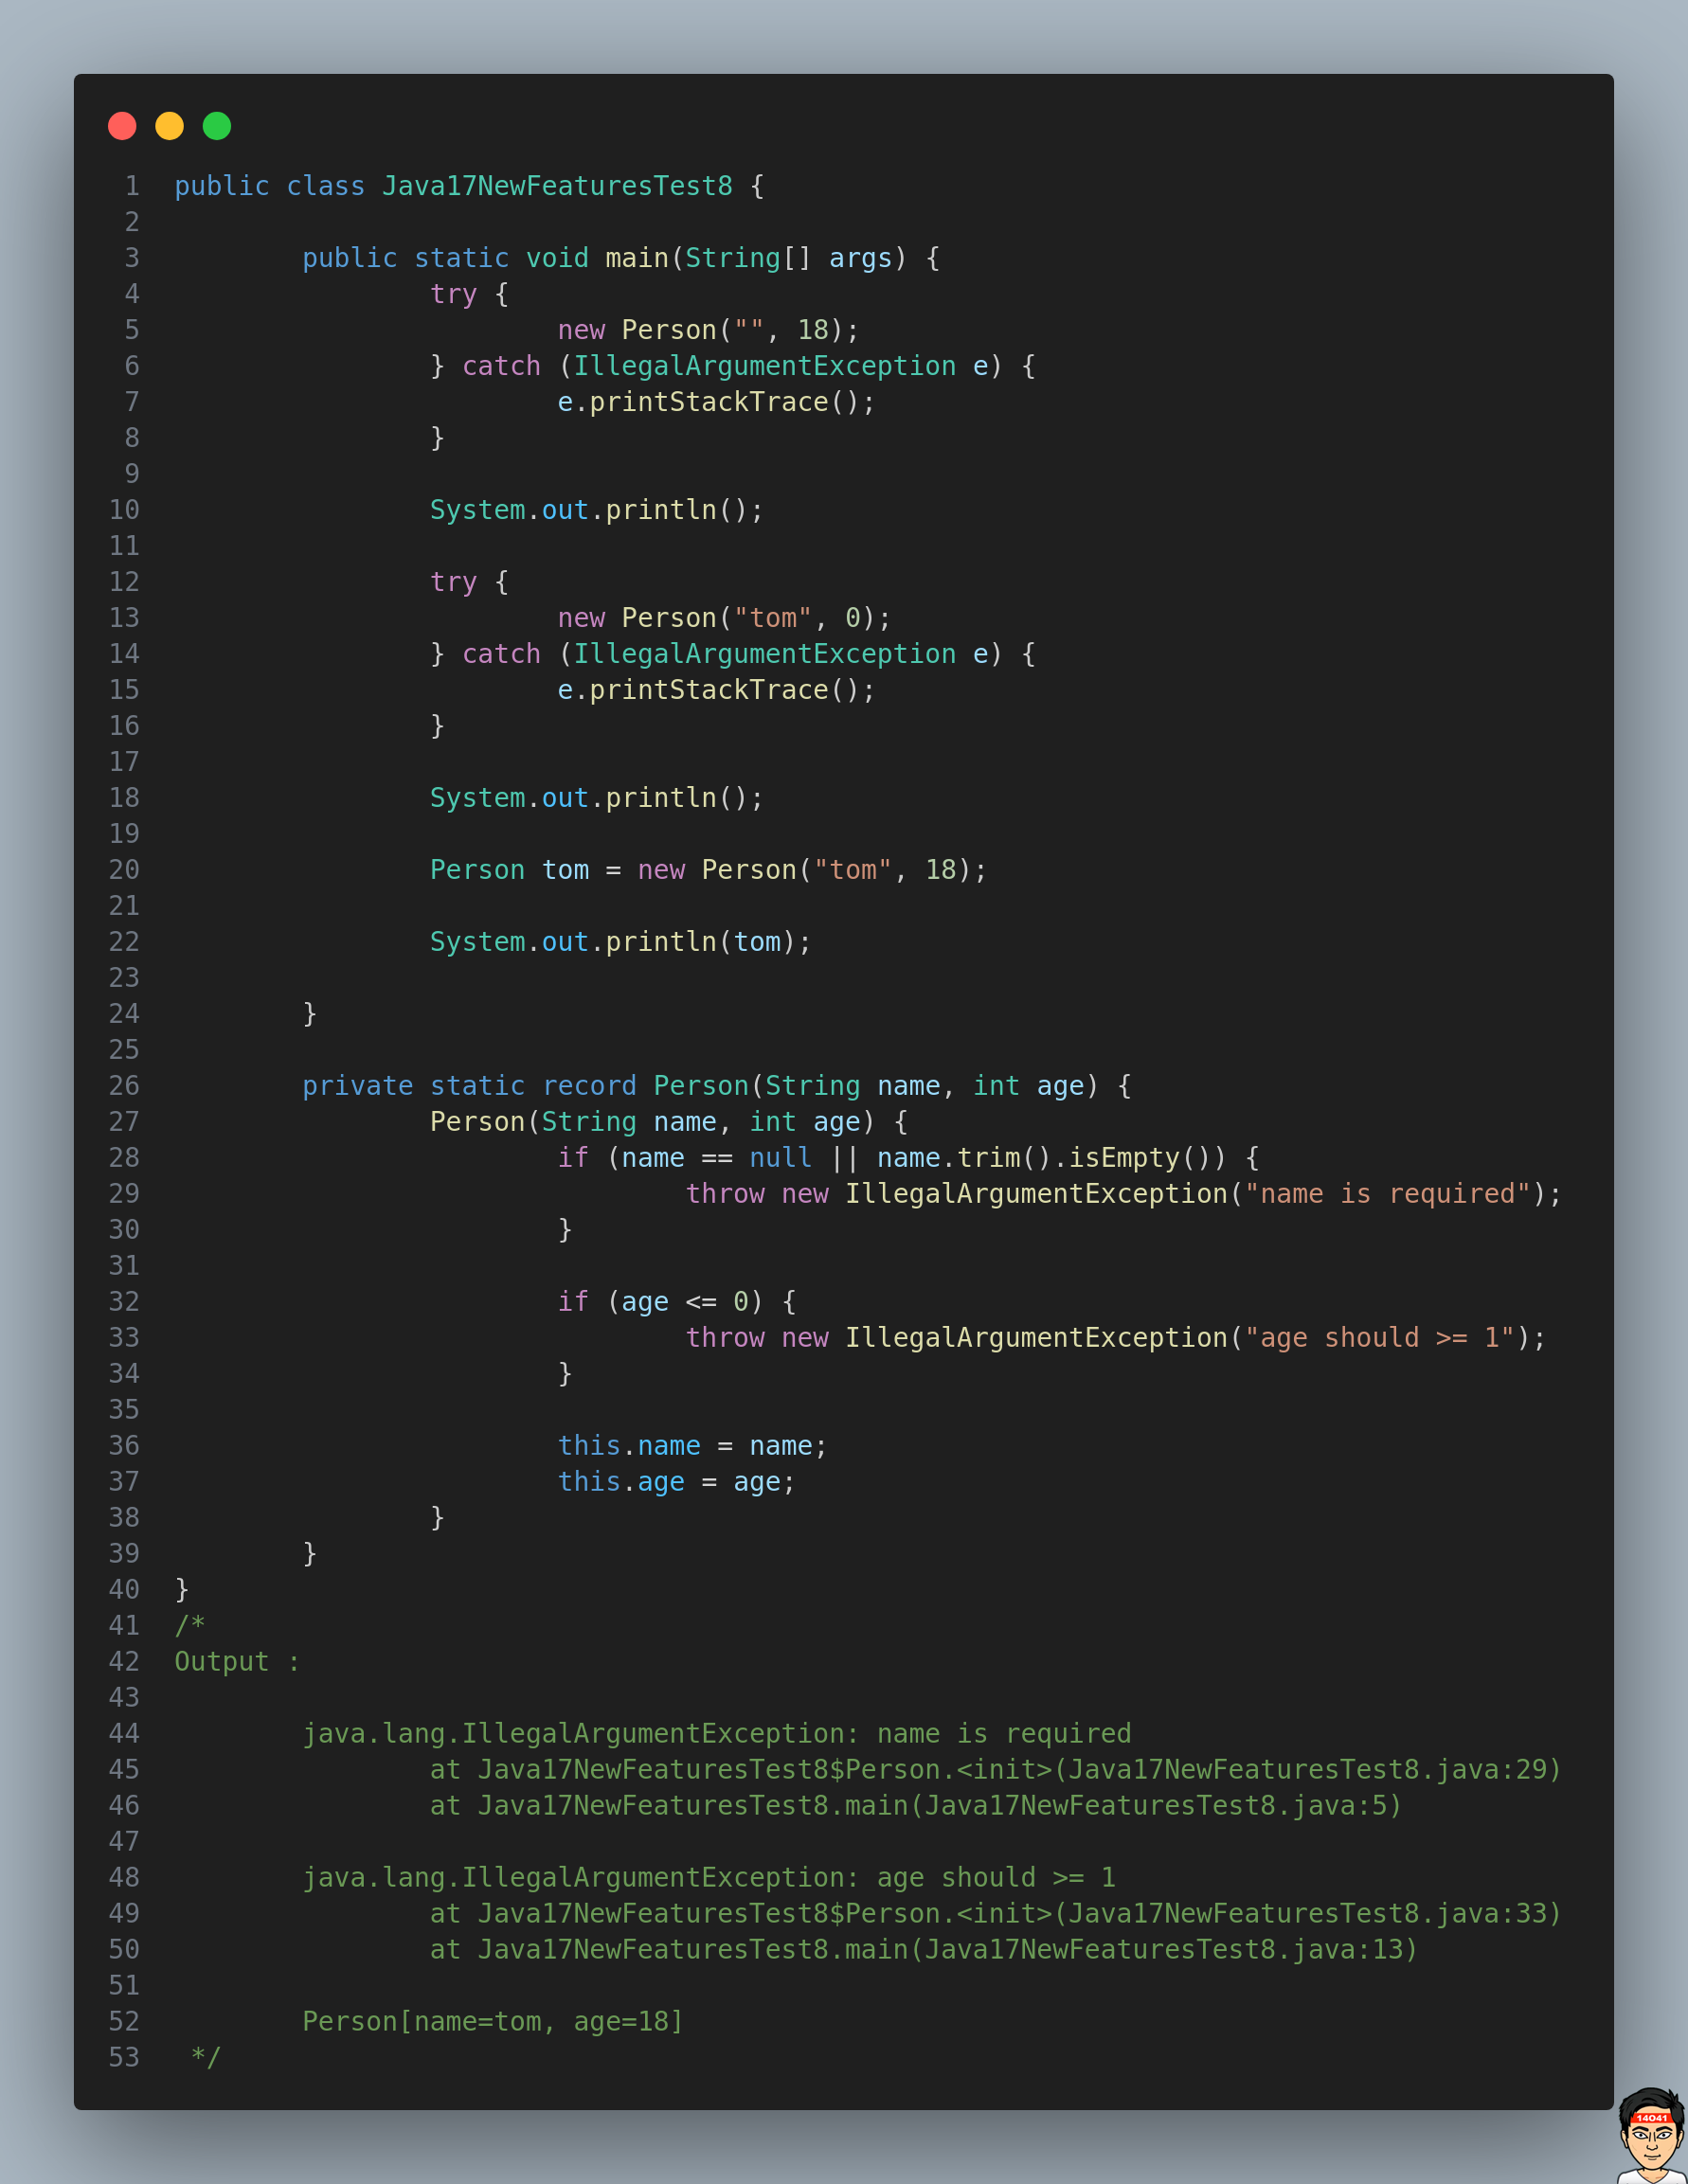 1 public class Java17NewFeaturesTest8 {
2
3 public static void main(String[] args) {
4 try {
5 new Person("", 18);
6 } catch (IllegalArgumentException e) {
7 e.printStackTrace();
8 }
9
10 System.out.println();
11
12 try {
13 new Person("tom", 0);
14 } catch (IllegalArgumentException e) {
15 e.printStackTrace();
16 }
17
18 System.out.println();
19
20 Person tom = new Person("tom", 18);
21
22 System.out.println(tom);
23
24 }
25
26 private static record Person(String name, int age) {
27 Person(String name, int age) {
28 if (name == null || name.trim().isEmpty()) {
29 throw new IllegalArgumentException("name is required");
30 }
31
32 if (age <= 0) {
33 throw new IllegalArgumentException("age should >= 1");
34 }
35
36 this.name = name;
37 this.age = age;
38 }
39 }
40 }
41 /*
42 Output :
43
44 java.lang.IllegalArgumentException: name is required
45 at Java17NewFeaturesTest8$Person.<init>(Java17NewFeaturesTest8.java:29)
46 at Java17NewFeaturesTest8.main(Java17NewFeaturesTest8.java:5)
47
48 java.lang.IllegalArgumentException: age should >= 1
49 at Java17NewFeaturesTest8$Person.<init>(Java17NewFeaturesTest8.java:33)
50 at Java17NewFeaturesTest8.main(Java17NewFeaturesTest8.java:13)
51
52 Person[name=tom, age=18]
53 */
14041